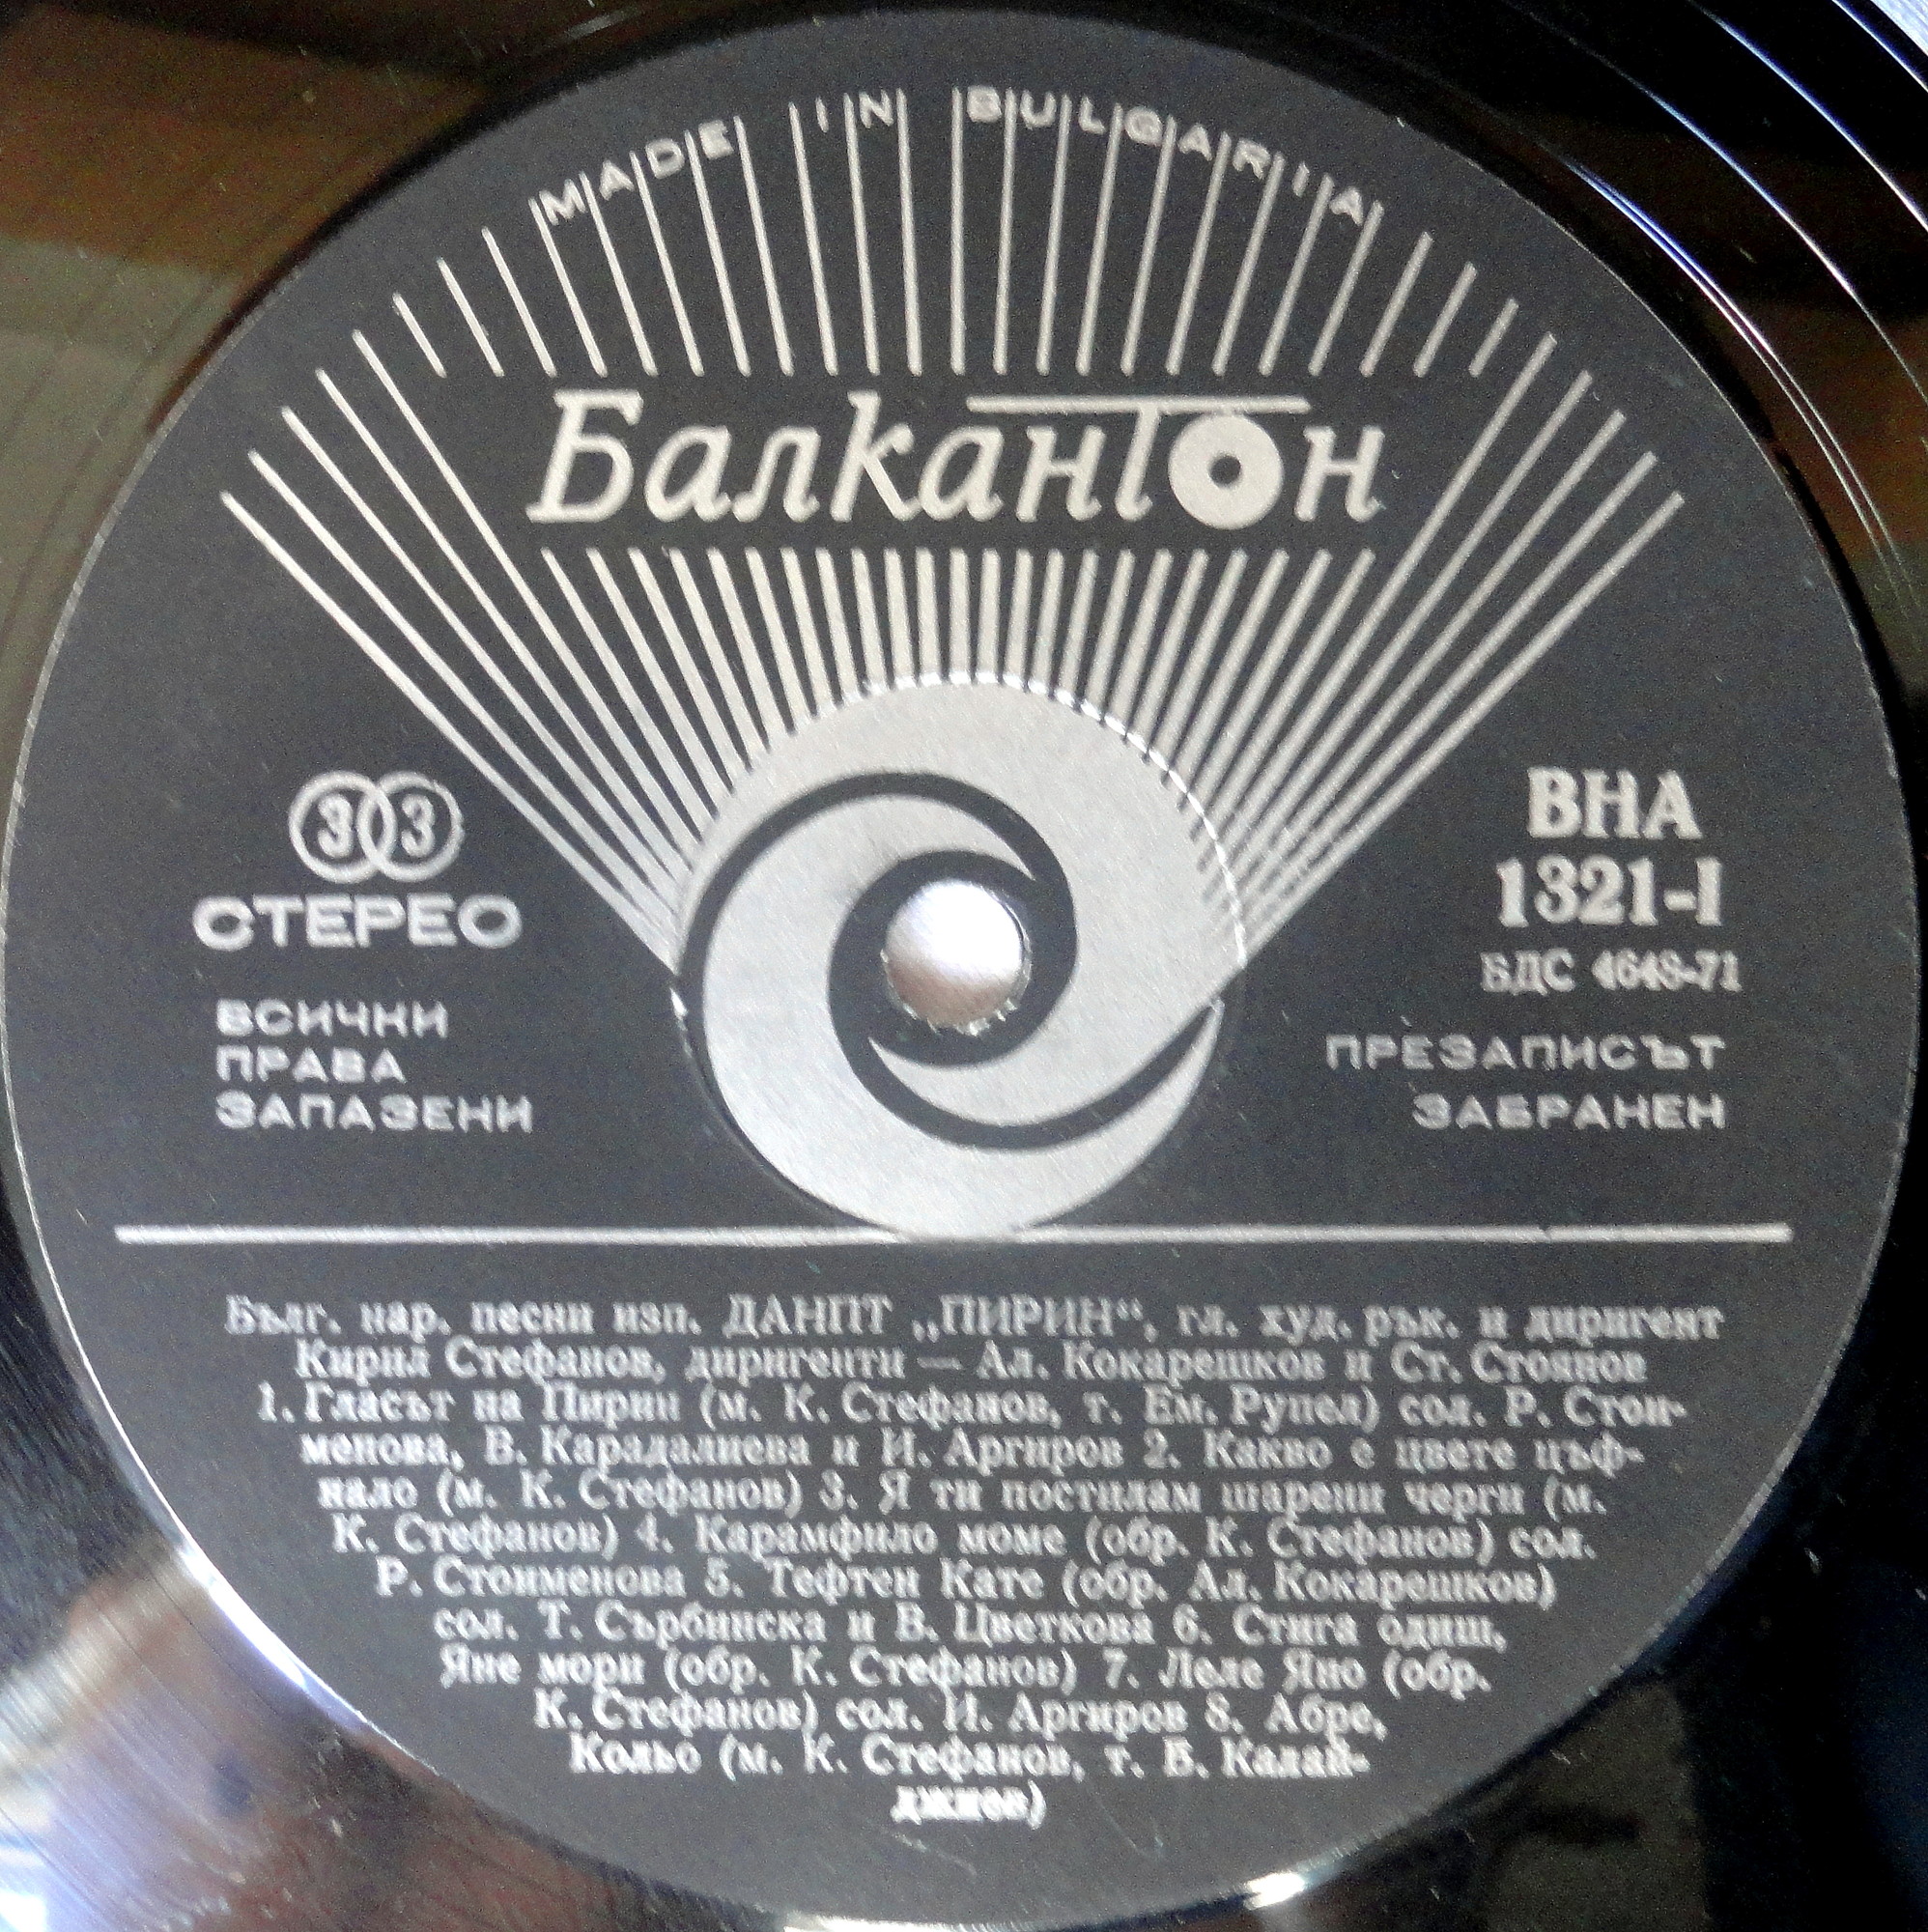 MADE IN BULGARIA
Балкантон
33
СТЕРЕО
ВСИЧКИ
ПРАВА
ЗАПАЗЕНИ
ВНА
1321-I
БДС 4648-71
ПРЕЗАПИСЪТ
ЗАБРАНЕН
Бълг. нар. песни изп. ДАНПТ „ПИРИН“, гл. худ. рък. и диригент
Кирил Стефанов, диригенти — Ал. Кокарешков и Ст. Стоянов
1. Гласът на Пирин (м. К. Стефанов, т. Ем. Рупел) сол. Р. Стои-
менова, В. Карадалиева и И. Аргиров 2. Какво е цвете цъф-
нало (м. К. Стефанов) 3. Я ти постилам шарени черги (м.
К. Стефанов) 4. Карамфило моме (обр. К. Стефанов) сол.
Р. Стоименова 5. Тефтен Кате (обр. Ал. Кокарешков)
сол. Т. Сърбинска и В. Цветкова 6. Стига одиш,
Яне мори (обр. К. Стефанов) 7. Леле Яно (обр.
К. Стефанов) сол. И. Аргиров 8. Абре,
Кольо (м. К. Стефанов, т. Б. Калай-
джиев)